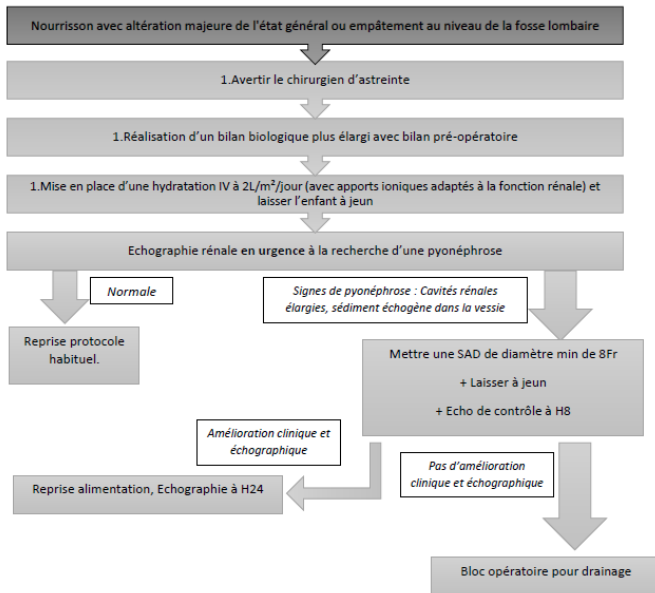 Nourrisson avec altération majeure de l'état général ou empâtement au niveau de la fosse lombaire
1.Avertir le chirurgien d'astreinte
1.Réalisation d'un bilan biologique plus élargi avec bilan pré-opératoire
1.Mise en place d'une hydratation IV à 2L/m²/jour (avec apports ioniques adaptés à la fonction rénale) et
laisser l'enfant à jeun
Echographie rénale en urgence à la recherche d'une pyonéphrose
Normale
Signes de pyonéphrose : Cavités rénales
élargies, sédiment échogène dans la vessie
Reprise protocole
habituel.
Mettre une SAD de diamètre min de 8Fr
+ Laisser à jeun
+ Echo de contrôle à H8
Amélioration clinique et
échographique
Pas d'amélioration
clinique et échographique
Reprise alimentation, Echographie à H24
Bloc opératoire pour drainage